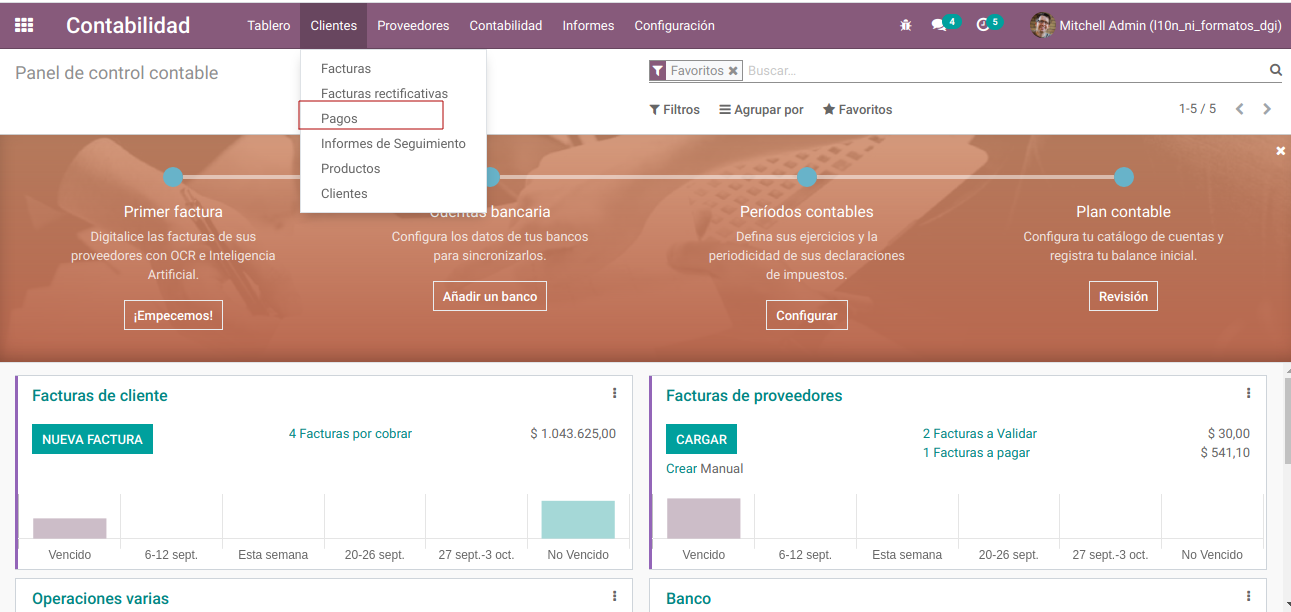 Contabilidad
Tablero Clientes Proveedores Contabilidad Informes Configuración
4 5 Mitchell Admin (l10n_ni_formatos_dgi)
Panel de control contable
Favoritos Buscar...
Filtros Agrupar por Favoritos 1-5 / 5
Facturas
Facturas rectificativas
Pagos
Informes de Seguimiento
Productos
Clientes
Primer factura
Digitalice las facturas de sus
proveedores con OCR e Inteligencia
Artificial.
¡Empecemos!
Cuentas bancaria
Configura los datos de tus bancos
para sincronizarlos.
Añadir un banco
Períodos contables
Defina sus ejercicios y la
periodicidad de sus declaraciones
de impuestos.
Configurar
Plan contable
Configura tu catálogo de cuentas y
registra tu balance inicial.
Revisión
Facturas de cliente
NUEVA FACTURA
4 Facturas por cobrar $ 1.043.625,00
Vencido 6-12 sept. Esta semana 20-26 sept. 27 sept.-3 oct. No Vencido
Facturas de proveedores
CARGAR
Crear Manual
2 Facturas a Validar $ 30,00
1 Facturas a pagar $ 541,10
Vencido 6-12 sept. Esta semana 20-26 sept. 27 sept.-3 oct. No Vencido
Operaciones varias
Banco